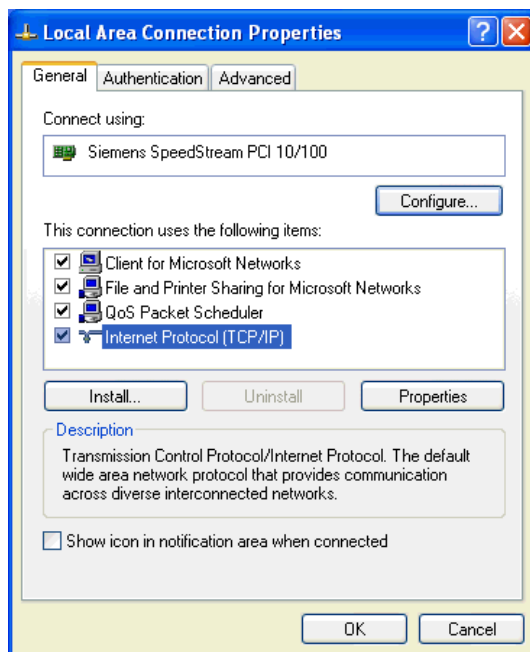 Local Area Connection Properties
General Authentication Advanced
Connect using:
Siemens SpeedStream PCI 10/100
Configure...
This connection uses the following items:
Client for Microsoft Networks
File and Printer Sharing for Microsoft Networks
QoS Packet Scheduler
Internet Protocol (TCP/IP)
Install... Uninstall Properties
Description
Transmission Control Protocol/Internet Protocol. The default
wide area network protocol that provides communication
across diverse interconnected networks.
Show icon in notification area when connected
OK Cancel